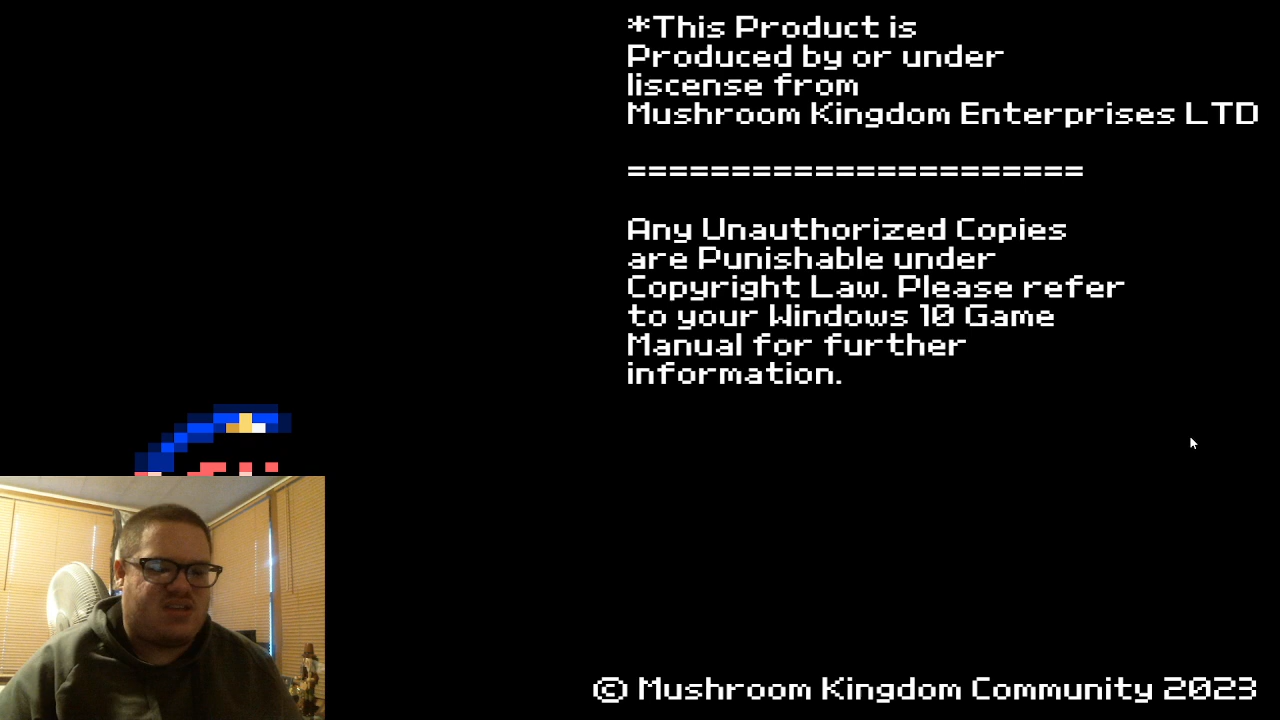 *This Product is
Produced by or under
liscense from
Mushroom Kingdom Enterprises LTD
======================
Any Unauthorized Copies
are Punishable under
Copyright Law. Please refer
to your Windows 10 Game
Manual for further
information.
© Mushroom Kingdom Community 2023